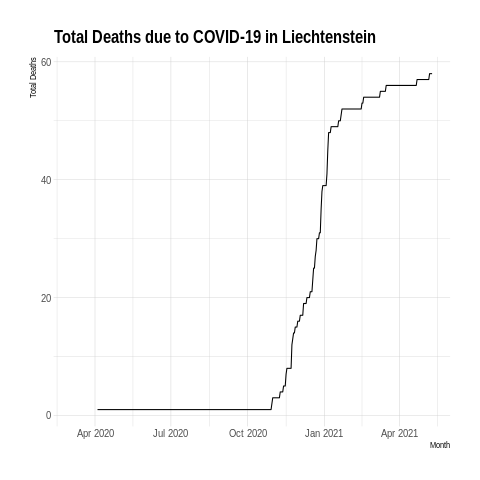 Total Deaths due to COVID-19 in Liechtenstein
Total Deaths
60
40
20
0
Apr 2020 Jul 2020 Oct 2020 Jan 2021 Apr 2021
Month